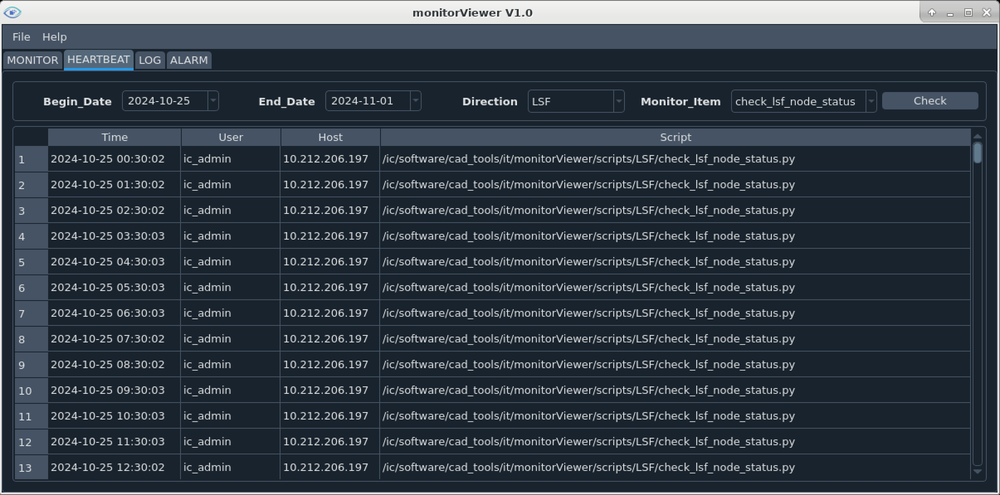 monitorViewer V1.0
File Help
MONITOR HEARTBEAT LOG ALARM
Begin_Date 2024-10-25 End_Date 2024-11-01 Direction LSF Monitor_Item check_lsf_node_status Check
Time User Host Script
1 2024-10-25 00:30:02 ic_admin 10.212.206.197 /ic/software/cad_tools/it/monitorViewer/scripts/LSF/check_lsf_node_status.py
2 2024-10-25 01:30:02 ic_admin 10.212.206.197 /ic/software/cad_tools/it/monitorViewer/scripts/LSF/check_lsf_node_status.py
3 2024-10-25 02:30:02 ic_admin 10.212.206.197 /ic/software/cad_tools/it/monitorViewer/scripts/LSF/check_lsf_node_status.py
4 2024-10-25 03:30:03 ic_admin 10.212.206.197 /ic/software/cad_tools/it/monitorViewer/scripts/LSF/check_lsf_node_status.py
5 2024-10-25 04:30:03 ic_admin 10.212.206.197 /ic/software/cad_tools/it/monitorViewer/scripts/LSF/check_lsf_node_status.py
6 2024-10-25 05:30:03 ic_admin 10.212.206.197 /ic/software/cad_tools/it/monitorViewer/scripts/LSF/check_lsf_node_status.py
7 2024-10-25 06:30:03 ic_admin 10.212.206.197 /ic/software/cad_tools/it/monitorViewer/scripts/LSF/check_lsf_node_status.py
8 2024-10-25 07:30:02 ic_admin 10.212.206.197 /ic/software/cad_tools/it/monitorViewer/scripts/LSF/check_lsf_node_status.py
9 2024-10-25 08:30:02 ic_admin 10.212.206.197 /ic/software/cad_tools/it/monitorViewer/scripts/LSF/check_lsf_node_status.py
10 2024-10-25 09:30:03 ic_admin 10.212.206.197 /ic/software/cad_tools/it/monitorViewer/scripts/LSF/check_lsf_node_status.py
11 2024-10-25 10:30:03 ic_admin 10.212.206.197 /ic/software/cad_tools/it/monitorViewer/scripts/LSF/check_lsf_node_status.py
12 2024-10-25 11:30:03 ic_admin 10.212.206.197 /ic/software/cad_tools/it/monitorViewer/scripts/LSF/check_lsf_node_status.py
13 2024-10-25 12:30:02 ic_admin 10.212.206.197 /ic/software/cad_tools/it/monitorViewer/scripts/LSF/check_lsf_node_status.py